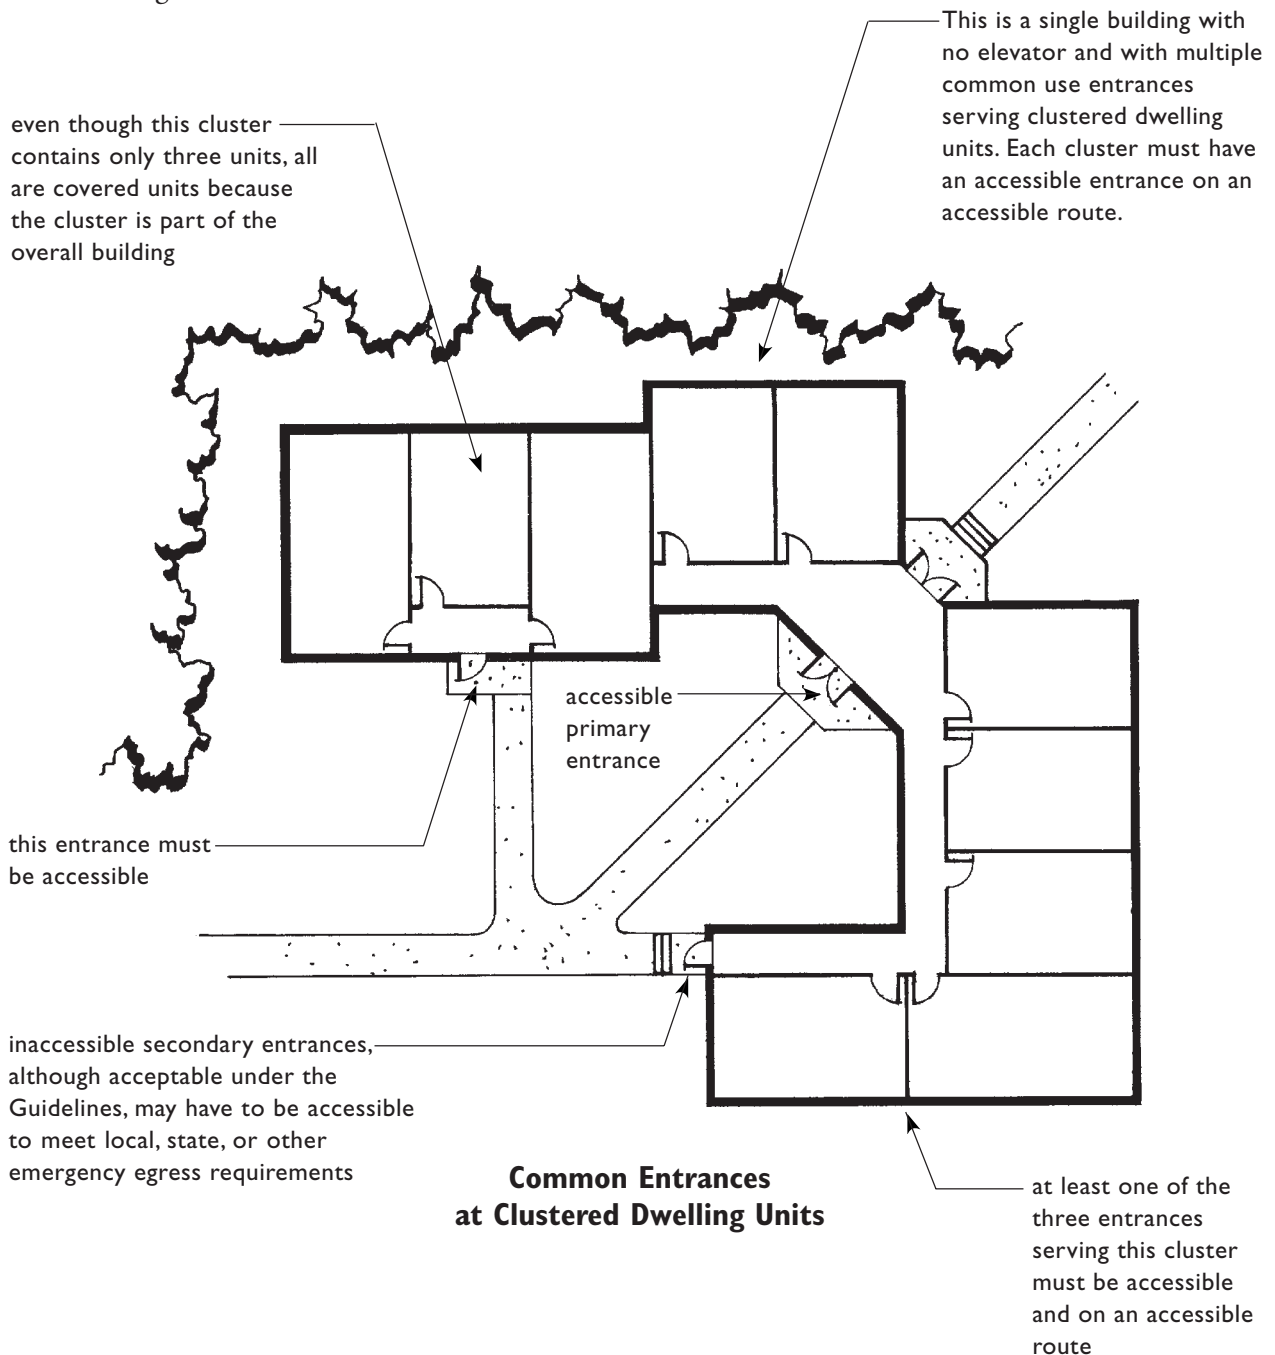 This is a single building with
no elevator and with multiple
common use entrances
serving clustered dwelling
units. Each cluster must have
an accessible entrance on an
accessible route.
even though this cluster
contains only three units, all
are covered units because
the cluster is part of the
overall building
accessible
primary
entrance
this entrance must
be accessible
inaccessible secondary entrances,
although acceptable under the
Guidelines, may have to be accessible
to meet local, state, or other
emergency egress requirements
Common Entrances
at Clustered Dwelling Units
at least one of the
three entrances
serving this cluster
must be accessible
and on an accessible
route